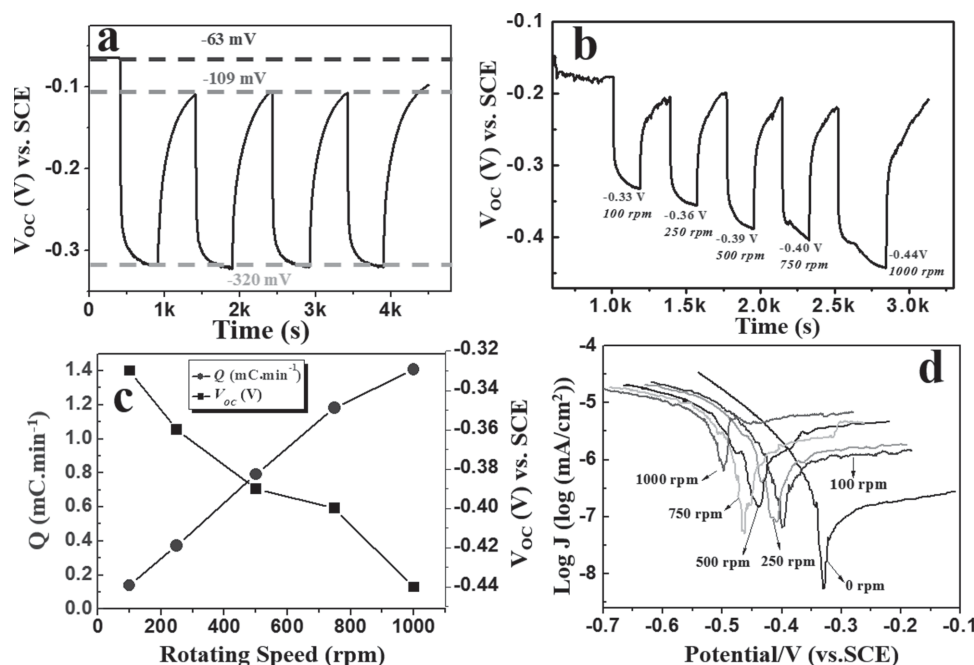 a
-63 mV
-109 mV
-320 mV
-0.1
-0.2
-0.3
V_OC (V) vs. SCE
0 1k 2k 3k 4k
Time (s)
b
-0.1
-0.2
-0.3
-0.4
V_OC (V) vs. SCE
-0.33 V
100 rpm
-0.36 V
250 rpm
-0.39 V
500 rpm
-0.40 V
750 rpm
-0.44V
1000 rpm
1.0k 1.5k 2.0k 2.5k 3.0k
Time (s)
c
Q (mC.min⁻¹)
V_oc (V)
1.4
1.2
1.0
0.8
0.6
0.4
0.2
0.0
Q (mC.min⁻¹)
-0.32
-0.34
-0.36
-0.38
-0.40
-0.42
-0.44
V_OC (V) vs. SCE
0 200 400 600 800 1000
Rotating Speed (rpm)
d
-4
-5
-6
-7
-8
Log J (log (mA/cm²))
1000 rpm
750 rpm
500 rpm
250 rpm
100 rpm
0 rpm
-0.7 -0.6 -0.5 -0.4 -0.3 -0.2 -0.1
Potential/V (vs.SCE)